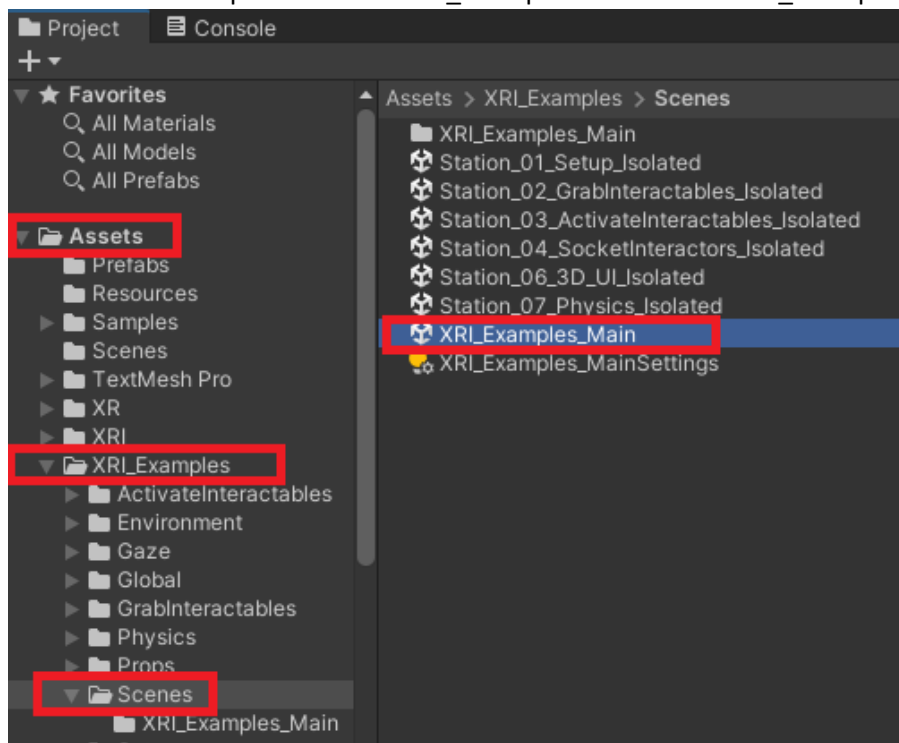 Project
Console
Favorites
All Materials
All Models
All Prefabs
Assets
Prefabs
Resources
Samples
Scenes
TextMesh Pro
XR
XRI
XRI_Examples
ActivateInteractables
Environment
Gaze
Global
GrabInteractables
Physics
Props
Scenes
XRI_Examples_Main
Assets > XRI_Examples > Scenes
XRI_Examples_Main
Station_01_Setup_Isolated
Station_02_GrabInteractables_Isolated
Station_03_ActivateInteractables_Isolated
Station_04_SocketInteractors_Isolated
Station_06_3D_UI_Isolated
Station_07_Physics_Isolated
XRI_Examples_Main
XRI_Examples_MainSettings